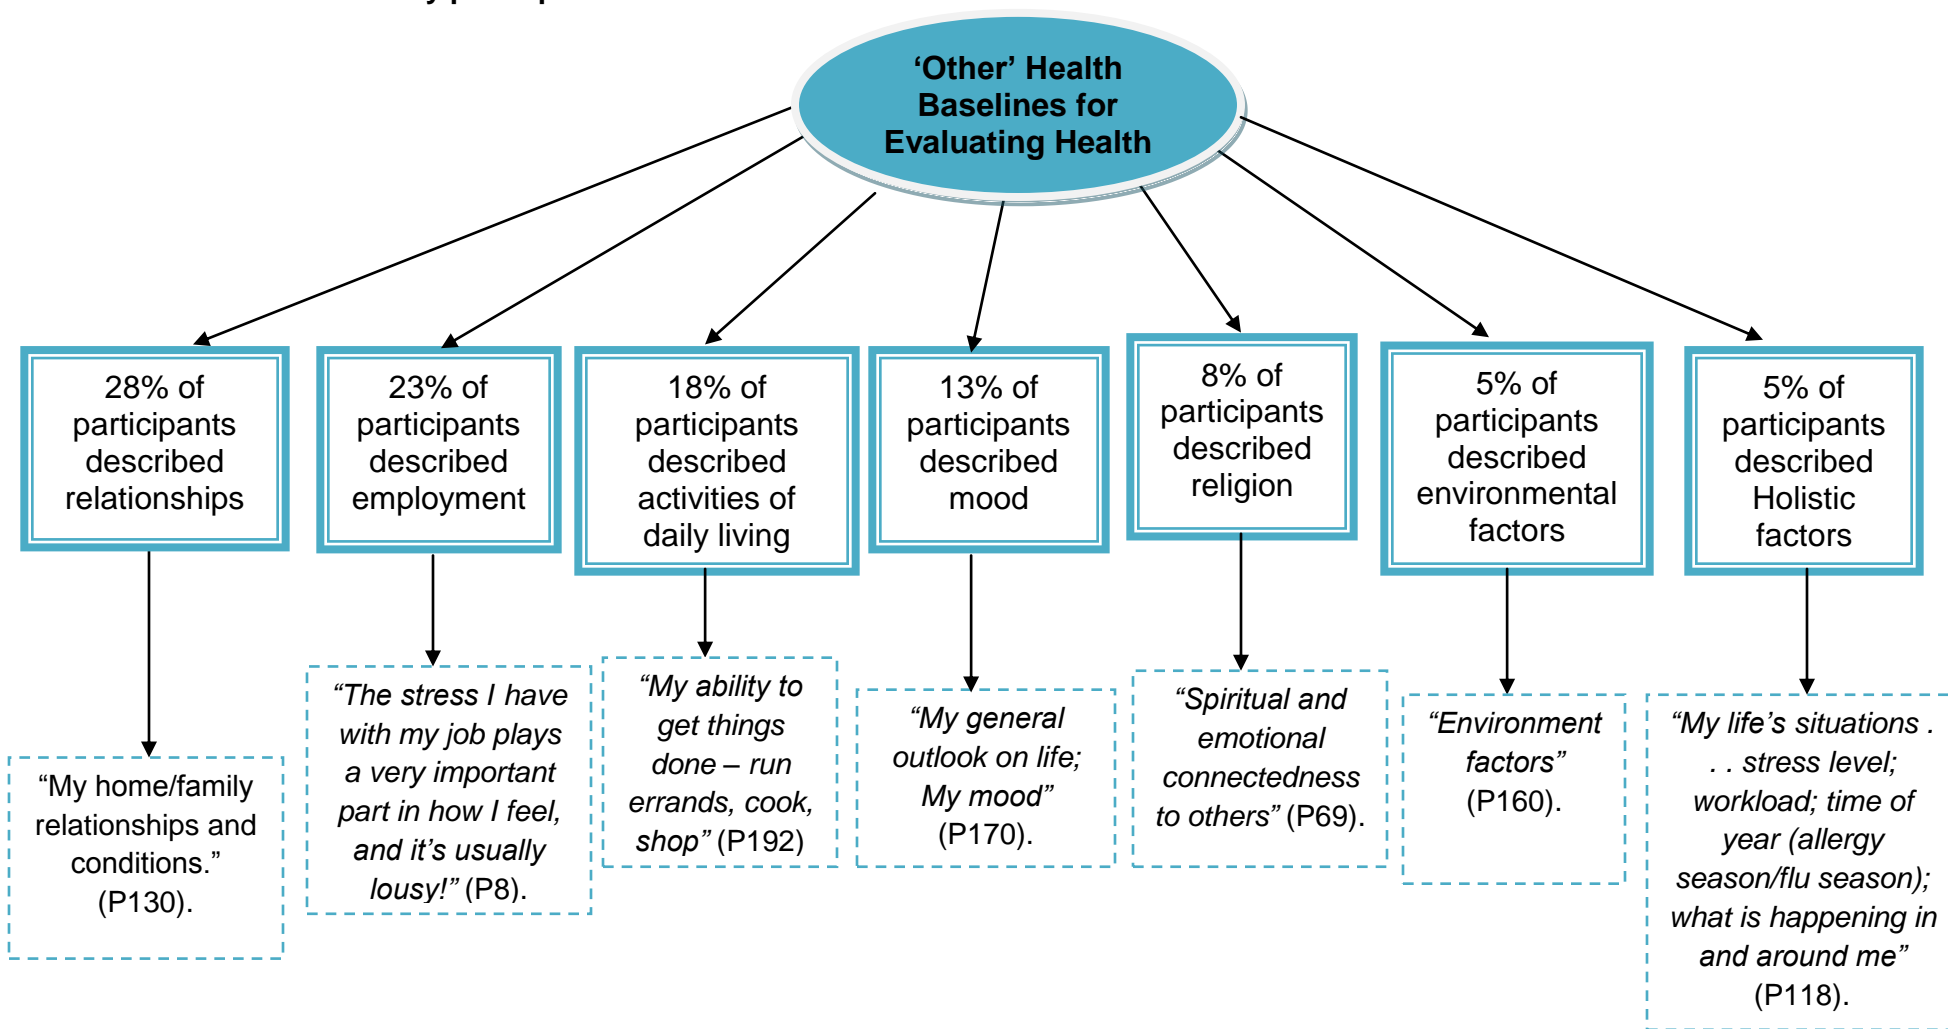 ‘Other’ Health
Baselines for
Evaluating Health
28% of
participants
described
relationships
23% of
participants
described
employment
18% of
participants
described
activities of
daily living
13% of
participants
described
mood
8% of
participants
described
religion
5% of
participants
described
environmental
factors
5% of
participants
described
Holistic
factors
“My home/family
relationships and
conditions.”
(P130).
“The stress I have
with my job plays
a very important
part in how I feel,
and it’s usually
lousy!” (P8).
“My ability to
get things
done – run
errands, cook,
shop” (P192)
“My general
outlook on life;
My mood”
(P170).
“Spiritual and
emotional
connectedness
to others” (P69).
“Environment
factors”
(P160).
“My life’s situations .
. . stress level;
workload; time of
year (allergy
season/flu season);
what is happening in
and around me”
(P118).